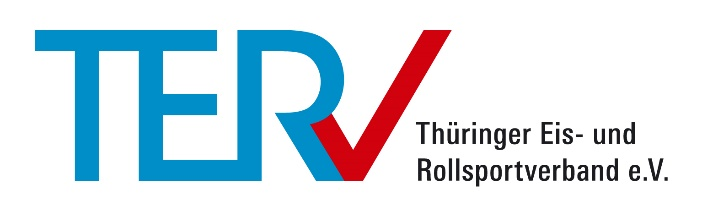 TERV
Thüringer Eis- und
Rollsportverband e.V.